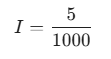 I = 5/1000